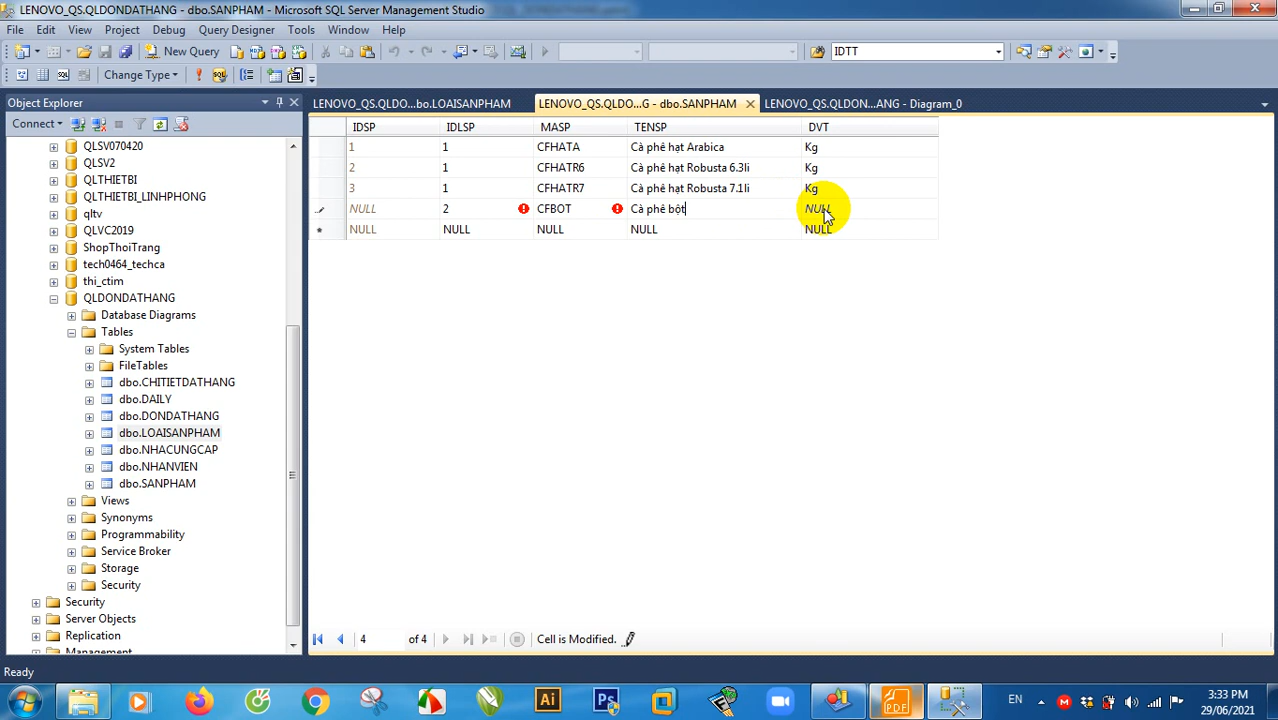 LENOVO_QS.QLDONDATHANG - dbo.SANPHAM - Microsoft SQL Server Management Studio
File Edit View Project Debug Query Designer Tools Window Help
New Query IDTT
Change Type
Object Explorer
Connect
QLSV070420
QLSV2
QLTHIETBI
QLTHIETBI_LINHPHONG
qltv
QLVC2019
ShopThoiTrang
tech0464_techca
thi_ctim
QLDONDATHANG
Database Diagrams
Tables
System Tables
FileTables
dbo.CHITIETDATHANG
dbo.DAILY
dbo.DONDATHANG
dbo.LOAISANPHAM
dbo.NHACUNGCAP
dbo.NHANVIEN
dbo.SANPHAM
Views
Synonyms
Programmability
Service Broker
Storage
Security
Security
Server Objects
Replication
Management
LENOVO_QS.QLDO...bo.LOAISANPHAM LENOVO_QS.QLDO...G - dbo.SANPHAM LENOVO_QS.QLDON...ANG - Diagram_0
IDSP IDLSP MASP TENSP DVT
1 1 CFHATA Cà phê hạt Arabica Kg
2 1 CFHATR6 Cà phê hạt Robusta 6.3li Kg
3 1 CFHATR7 Cà phê hạt Robusta 7.1li Kg
NULL 2 CFBOT Cà phê bột NULL
NULL NULL NULL NULL NULL
4 of 4 Cell is Modified.
Ready
Ai Ps PDF EN 3:33 PM
29/06/2021